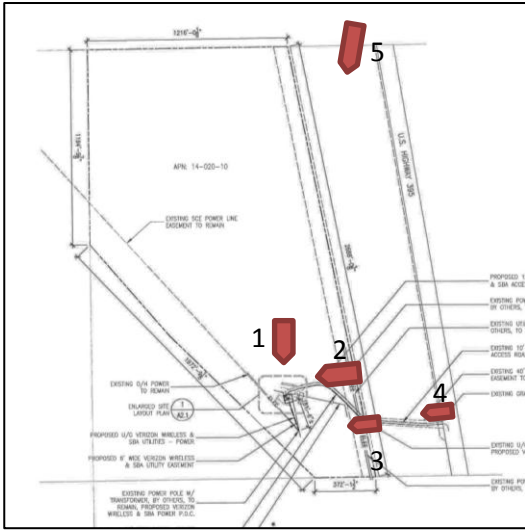 1216'-0¾"
5
U.S. HIGHWAY 395
APN: 14-020-10
EXISTING SCE POWER LINE
EASEMENT TO REMAIN
PROPOSED 1
& SBA ACCE
EXISTING POW
BY OTHERS,
1
2
EXISTING UTI
OTHERS, TO
EXISTING 10'
ACCESS ROA
4
EXISTING 40'
EASEMENT TO
EXISTING GRA
EXISTING O/H POWER
TO REMAIN
ENLARGED SITE
LAYOUT PLAN
1
A2.1
PROPOSED U/G VERIZON WIRELESS &
SBA UTILITIES - POWER
EXISTING U/
PROPOSED V
PROPOSED 6' WIDE VERIZON WIRELESS
& SBA UTILITY EASEMENT
3
EXISTING POWER POLE W/
TRANSFORMER, BY OTHERS, TO
REMAIN, PROPOSED VERIZON
WIRELESS & SBA POWER P.O.C.
EXISTING POW
BY OTHERS,